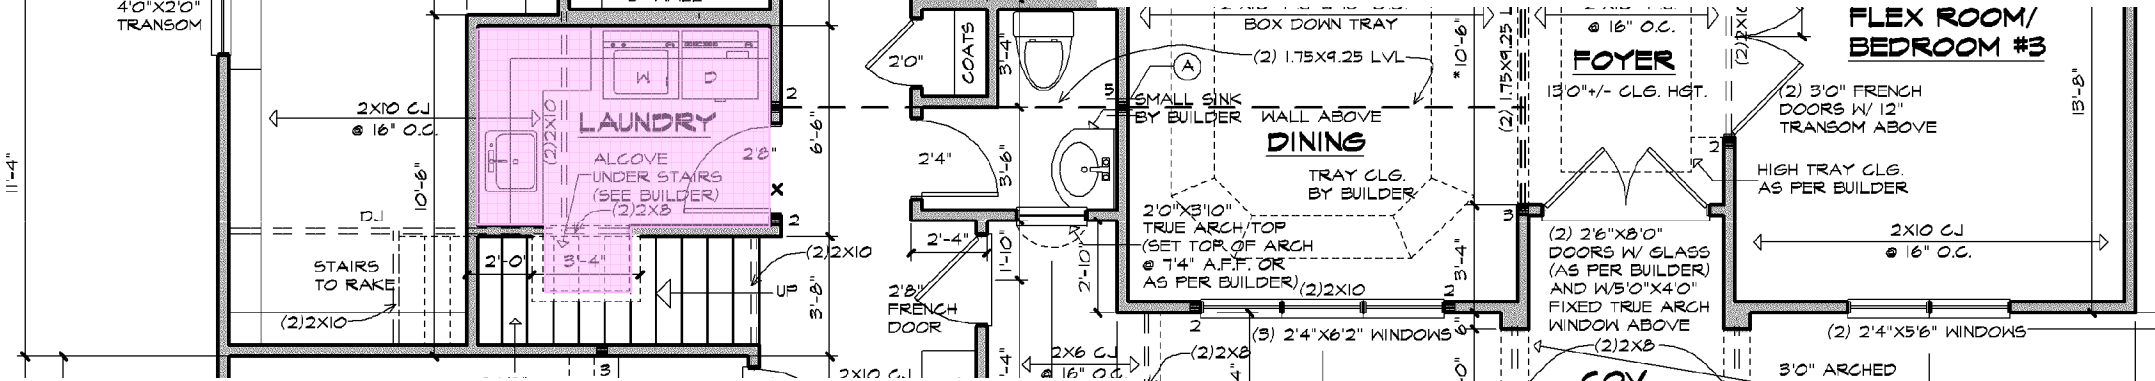 4'0"X2'0"
TRANSOM
11'-4"
2X10 CJ
@ 16" O.C.
10'-6"
DJ
STAIRS
TO RAKE
(2)2X10
W
D
(2)2X10
LAUNDRY
2'8"
ALCOVE
UNDER STAIRS
(SEE BUILDER)
(2)2X8
2'-0"
3'-4"
UP
(2)2X10
3'-8"
2
6'-6"
X
2
3
2'0"
COATS
3'-4"
2'4"
3'-6"
2'-4"
1'-10"
2'-10"
2'8"
FRENCH
DOOR
2X10 CJ
2X6 CJ
@ 16" O.C.
BOX DOWN TRAY
(2) 1.75X9.25 LVL
A
5
SMALL SINK
BY BUILDER
WALL ABOVE
DINING
TRAY CLG.
BY BUILDER
2'0"X3'10"
TRUE ARCH/TOP
(SET TOP OF ARCH
@ 7'4" A.F.F. OR
AS PER BUILDER)
(2)2X10
2
2
(3) 2'4"X6'2" WINDOWS
(2)2X8
*10'-6"
3'-4"
6"
(2) 1.75X9.25
3
@ 16" O.C.
FOYER
13'0"+/- CLG. HGT.
FLEX ROOM/
BEDROOM #3
(2) 3'0" FRENCH
DOORS W/ 12"
TRANSOM ABOVE
2
HIGH TRAY CLG.
AS PER BUILDER
13'-8"
(2) 2'6"X8'0"
DOORS W/ GLASS
(AS PER BUILDER)
AND W/5'0"X4'0"
FIXED TRUE ARCH
WINDOW ABOVE
(2)2X8
2X10 CJ
@ 16" O.C.
(2) 2'4"X5'6" WINDOWS
3'0" ARCHED